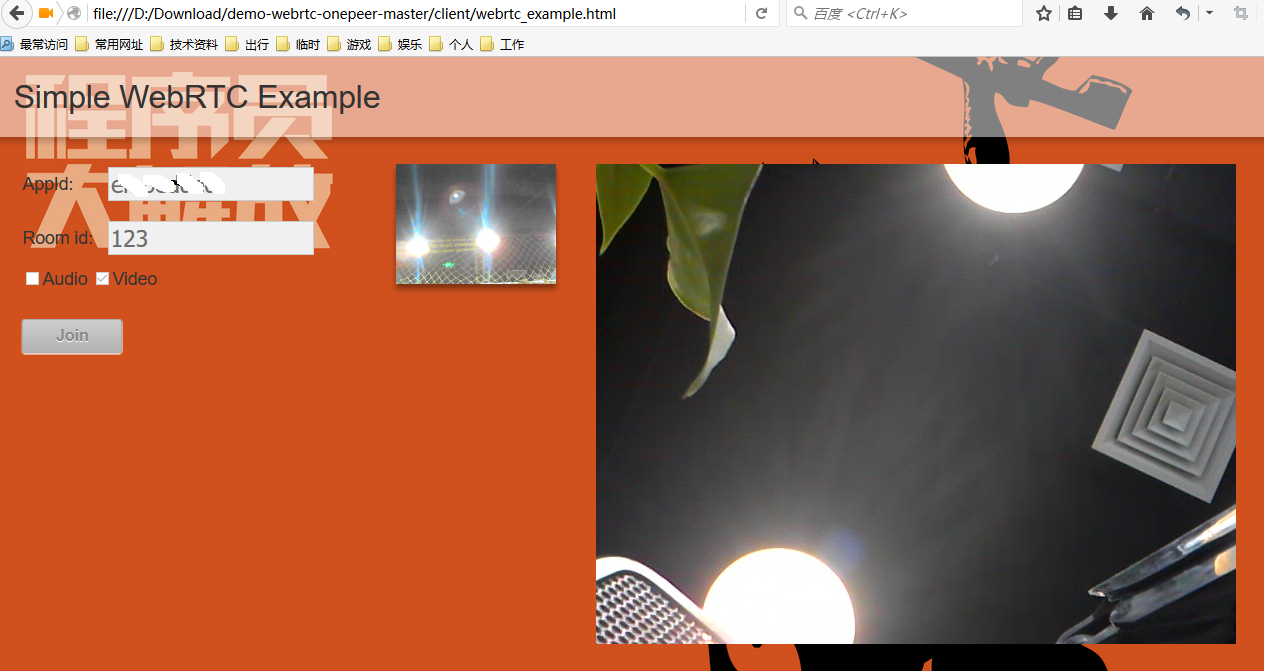 file:///D:/Download/demo-webrtc-onepeer-master/client/webrtc_example.html
百度 <Ctrl+K>
最常访问 常用网址 技术资料 出行 临时 游戏 娱乐 个人 工作
Simple WebRTC Example
程序员
大解放
AppId:
Room id: 123
Audio Video
Join